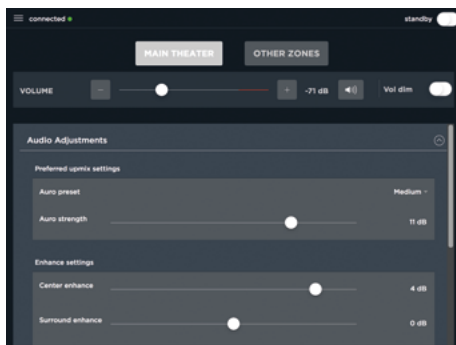 connected
standby
MAIN THEATER
OTHER ZONES
VOLUME - + -71 dB Vol dim
Audio Adjustments
Preferred upmix settings
Auro preset Medium
Auro strength 11 dB
Enhance settings
Center enhance 4 dB
Surround enhance 0 dB